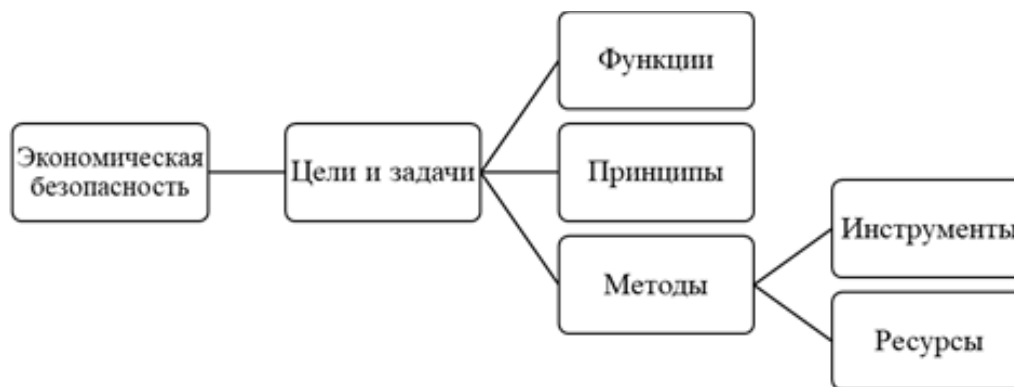 Функции
Экономическая
безопасность
Цели и задачи
Принципы
Методы
Инструменты
Ресурсы